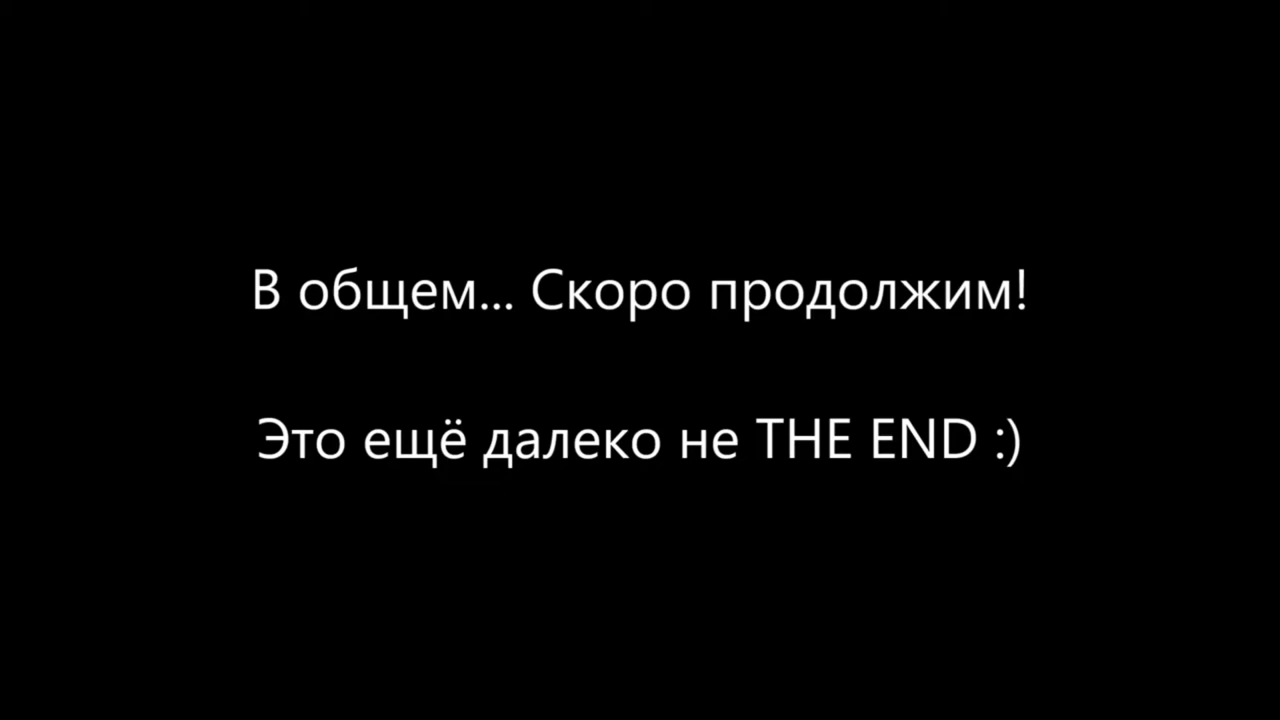 В общем... Скоро продолжим!
Это ещё далеко не THE END :)